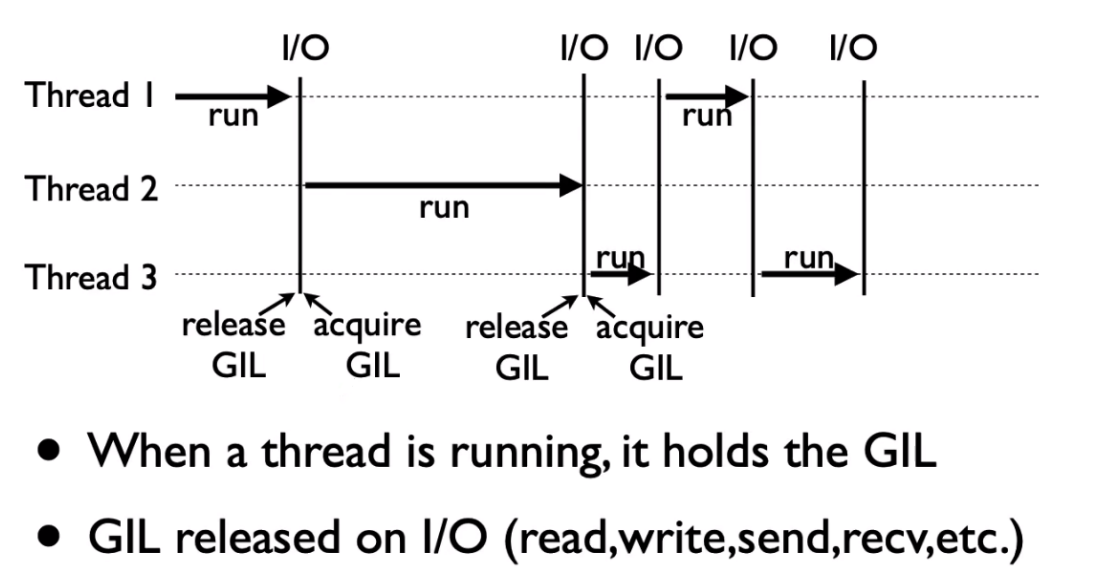 I/O I/O I/O I/O I/O
Thread 1
run run
Thread 2
run
run run
Thread 3
release acquire release acquire
GIL GIL GIL GIL
• When a thread is running, it holds the GIL
• GIL released on I/O (read,write,send,recv,etc.)